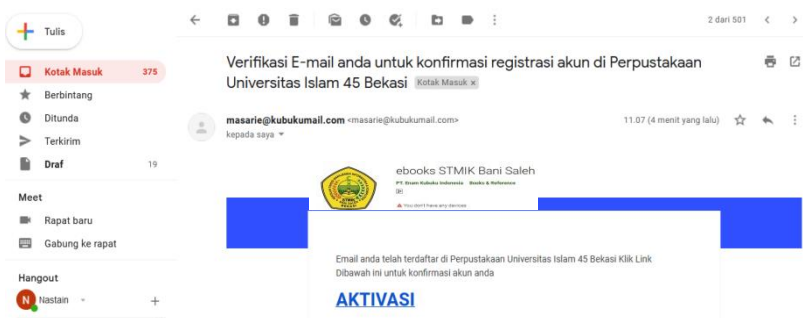 Tulis
2 dari 501
Kotak Masuk 375
Berbintang
Ditunda
Terkirim
Draf 19
Meet
Rapat baru
Gabung ke rapat
Hangout
N Nastain
Verifikasi E-mail anda untuk konfirmasi registrasi akun di Perpustakaan
Universitas Islam 45 Bekasi Kotak Masuk x
masarie@kubukumail.com <masarie@kubukumail.com> 11.07 (4 menit yang lalu)
kepada saya
ebooks STMIK Bani Saleh
PT. Enam Kubuku Indonesia Books & Reference
You don't have any devices
Email anda telah terdaftar di Perpustakaan Universitas Islam 45 Bekasi Klik Link
Dibawah ini untuk konfirmasi akun anda
AKTIVASI